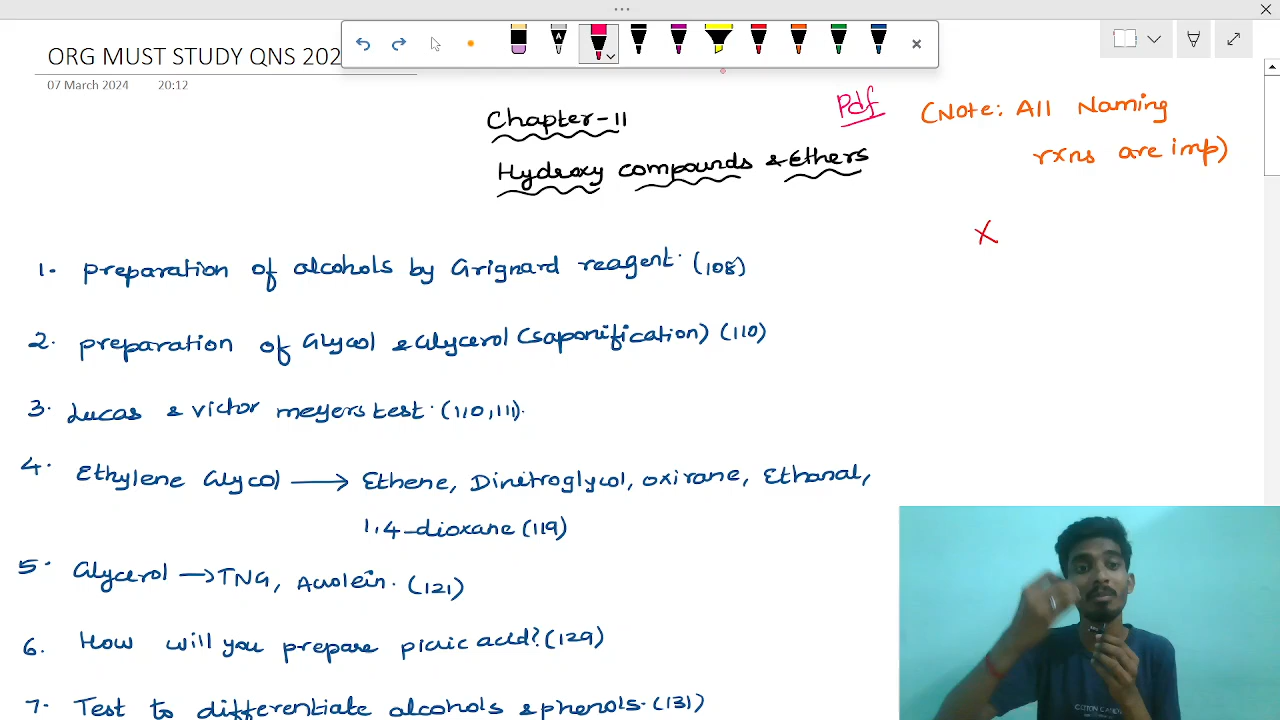 ORG MUST STUDY QNS 202
07 March 2024 20:12
Chapter-11
Hydroxy compounds & Ethers
Pdf
(Note: All Naming
rxns are imp)
X
1. preparation of alcohols by Grignard reagent. (108)
2. preparation of Glycol & Glycerol (saponification) (110)
3. Lucas & victor meyers test. (110,111).
4. Ethylene Glycol → Ethene, Dinitroglycol, oxirane, Ethanal,
1,4-dioxane (119)
5. Glycerol → TNG, Acrolein. (121)
6. How will you prepare picric acid? (129)
7. Test to differentiate alcohols & phenols. (131)